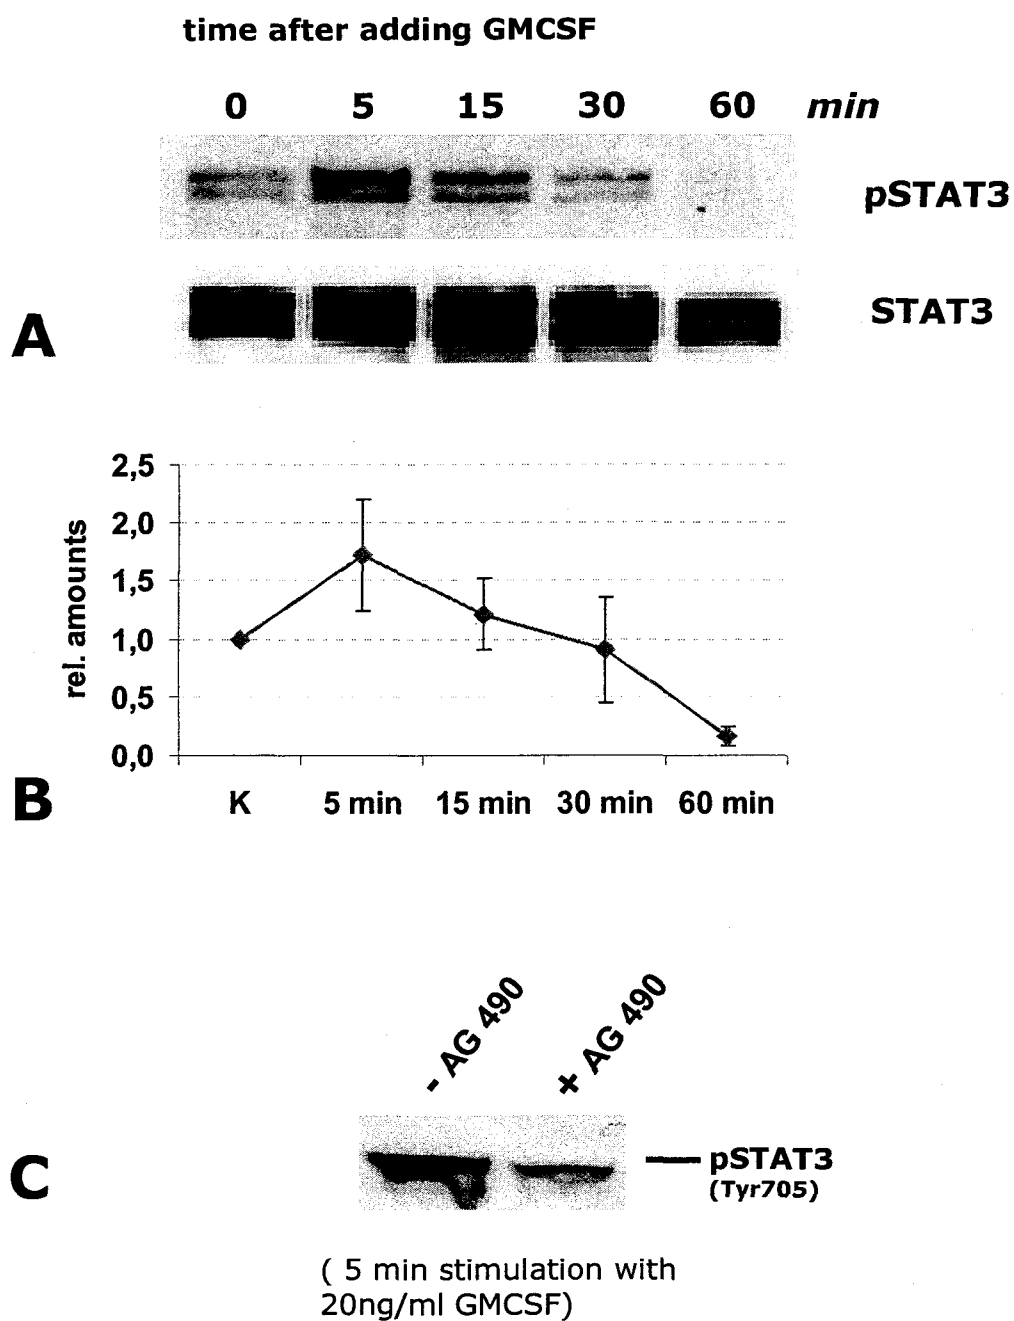 time after adding GMCSF
0 5 15 30 60 min
pSTAT3
STAT3
A
2,5
2,0
1,5
1,0
0,5
0,0
rel. amounts
K 5 min 15 min 30 min 60 min
B
- AG 490
+ AG 490
C
pSTAT3
(Tyr705)
( 5 min stimulation with
20ng/ml GMCSF)